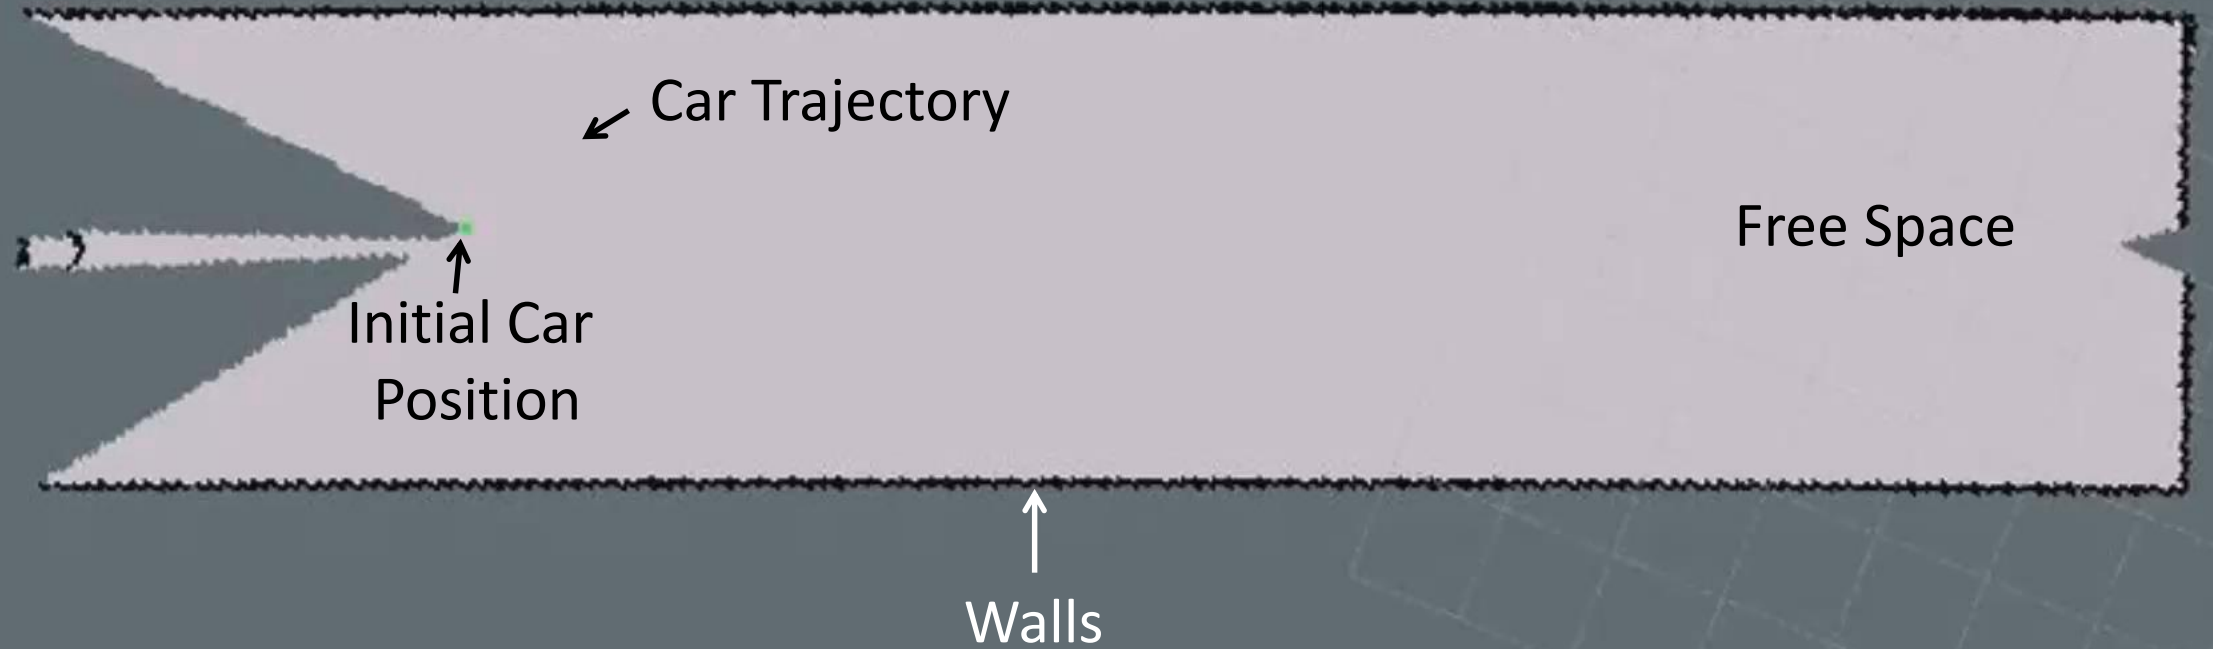 Car Trajectory
Free Space
Initial Car
Position
Walls